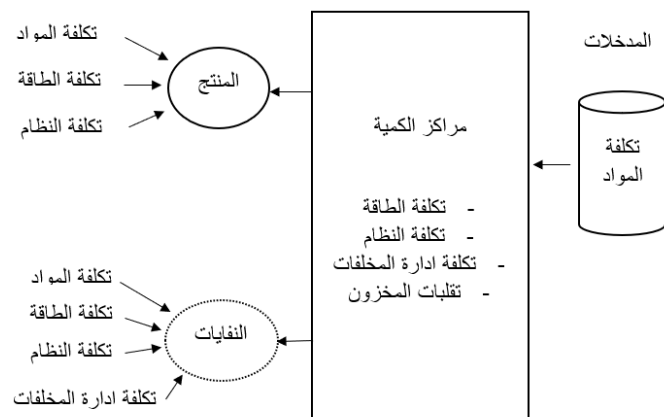 المدخلات
تكلفة
المواد
مراكز الكمية
- تكلفة الطاقة
- تكلفة النظام
- تكلفة ادارة المخلفات
- تقلبات المخزون
تكلفة المواد
تكلفة الطاقة
تكلفة النظام
المنتج
تكلفة المواد
تكلفة الطاقة
تكلفة النظام
تكلفة ادارة المخلفات
النفايات